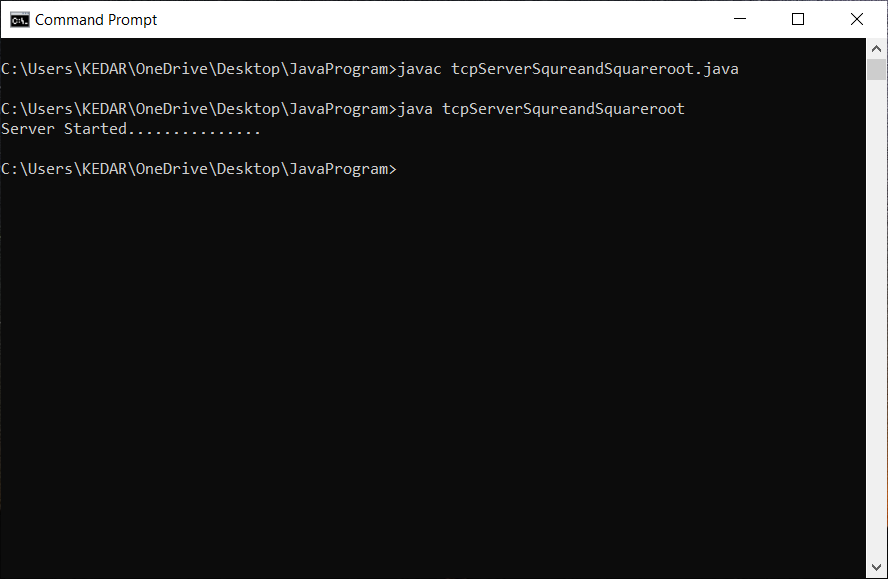 Command Prompt
C:\Users\KEDAR\OneDrive\Desktop\JavaProgram>javac tcpServerSqureandSquareroot.java
C:\Users\KEDAR\OneDrive\Desktop\JavaProgram>java tcpServerSqureandSquareroot
Server Started...............
C:\Users\KEDAR\OneDrive\Desktop\JavaProgram>